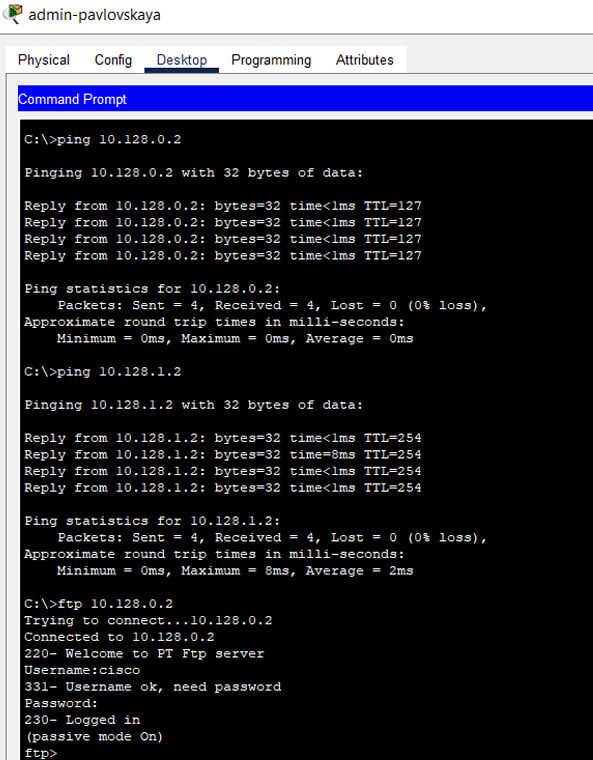 admin-pavlovskaya
Physical Config Desktop Programming Attributes
Command Prompt
C:\>ping 10.128.0.2
Pinging 10.128.0.2 with 32 bytes of data:
Reply from 10.128.0.2: bytes=32 time<1ms TTL=127
Reply from 10.128.0.2: bytes=32 time<1ms TTL=127
Reply from 10.128.0.2: bytes=32 time<1ms TTL=127
Reply from 10.128.0.2: bytes=32 time<1ms TTL=127
Ping statistics for 10.128.0.2:
Packets: Sent = 4, Received = 4, Lost = 0 (0% loss),
Approximate round trip times in milli-seconds:
Minimum = 0ms, Maximum = 0ms, Average = 0ms
C:\>ping 10.128.1.2
Pinging 10.128.1.2 with 32 bytes of data:
Reply from 10.128.1.2: bytes=32 time<1ms TTL=254
Reply from 10.128.1.2: bytes=32 time=8ms TTL=254
Reply from 10.128.1.2: bytes=32 time<1ms TTL=254
Reply from 10.128.1.2: bytes=32 time<1ms TTL=254
Ping statistics for 10.128.1.2:
Packets: Sent = 4, Received = 4, Lost = 0 (0% loss),
Approximate round trip times in milli-seconds:
Minimum = 0ms, Maximum = 8ms, Average = 2ms
C:\>ftp 10.128.0.2
Trying to connect...10.128.0.2
Connected to 10.128.0.2
220- Welcome to PT Ftp server
Username:cisco
331- Username ok, need password
Password:
230- Logged in
(passive mode On)
ftp>